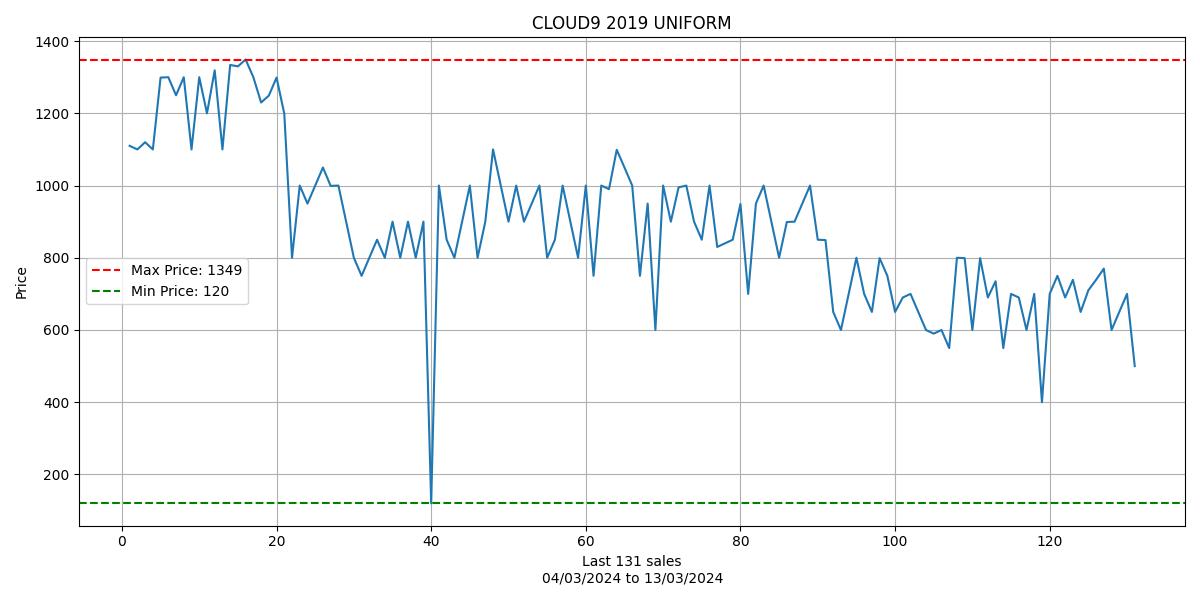 CLOUD9 2019 UNIFORM
1400
1200
1000
800
600
400
200
Price
Max Price: 1349
Min Price: 120
0 20 40 60 80 100 120
Last 131 sales
04/03/2024 to 13/03/2024